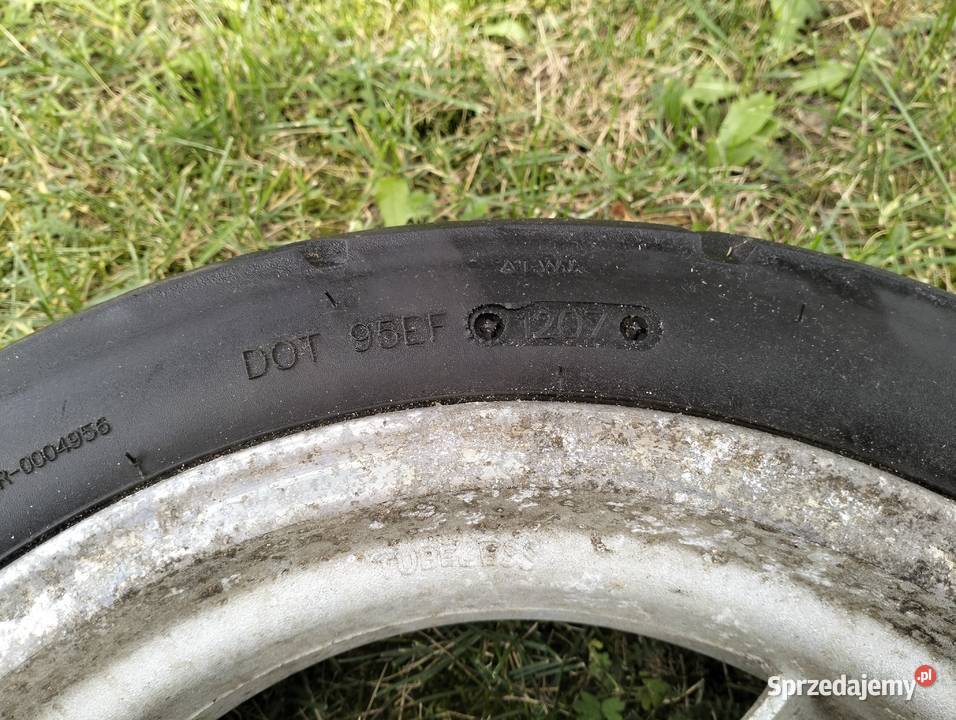 DOT 95EF 1207
R-0004956
TUBELESS
Sprzedajemy.pl